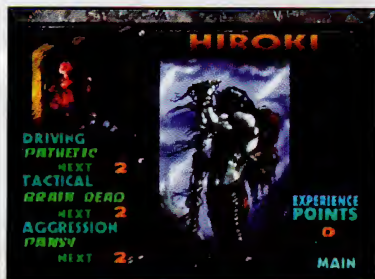 HIROKI
DRIVING
PATHETIC
NEXT 2
TACTICAL
BRAIN DEAD
NEXT 2
AGGRESSION
PANSY
NEXT 2
EXPERIENCE
POINTS
0
MAIN